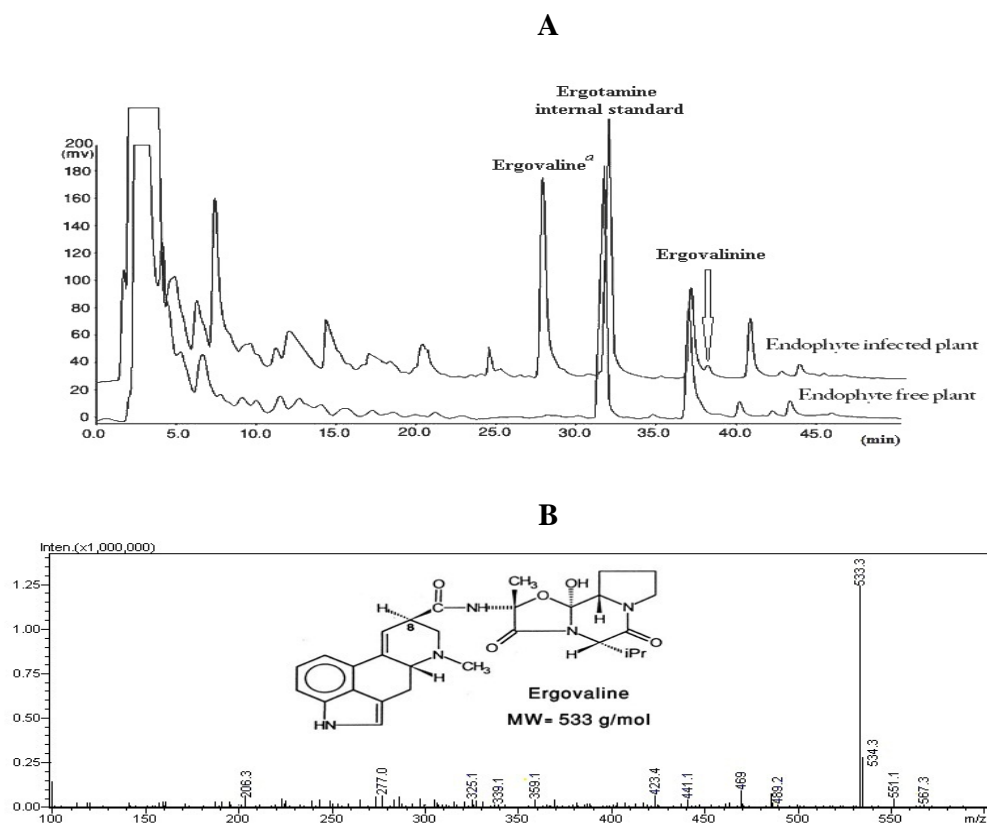 A
Ergotamine
internal standard
200
(mv)
180
160
140
120
100
80
60
40
20
0
Ergovaline^a
Ergovalinine
Endophyte infected plant
Endophyte free plant
0.0 5.0 10.0 15.0 20.0 25.0 30.0 35.0 40.0 45.0
(min)
B
Inten.(x1,000,000)
1.25
1.00
0.75
0.50
0.25
0.00
533.3
534.3
206.3
277.0
325.1
339.1
359.1
423.4
441.1
469
489.2
551.1
567.3
O
H
C
NH
8
N
CH₃
H
HN
CH₃
O
OH
O
N
H
N
O
H
iPr
Ergovaline
MW= 533 g/mol
100 150 200 250 300 350 400 450 500 550 m/z